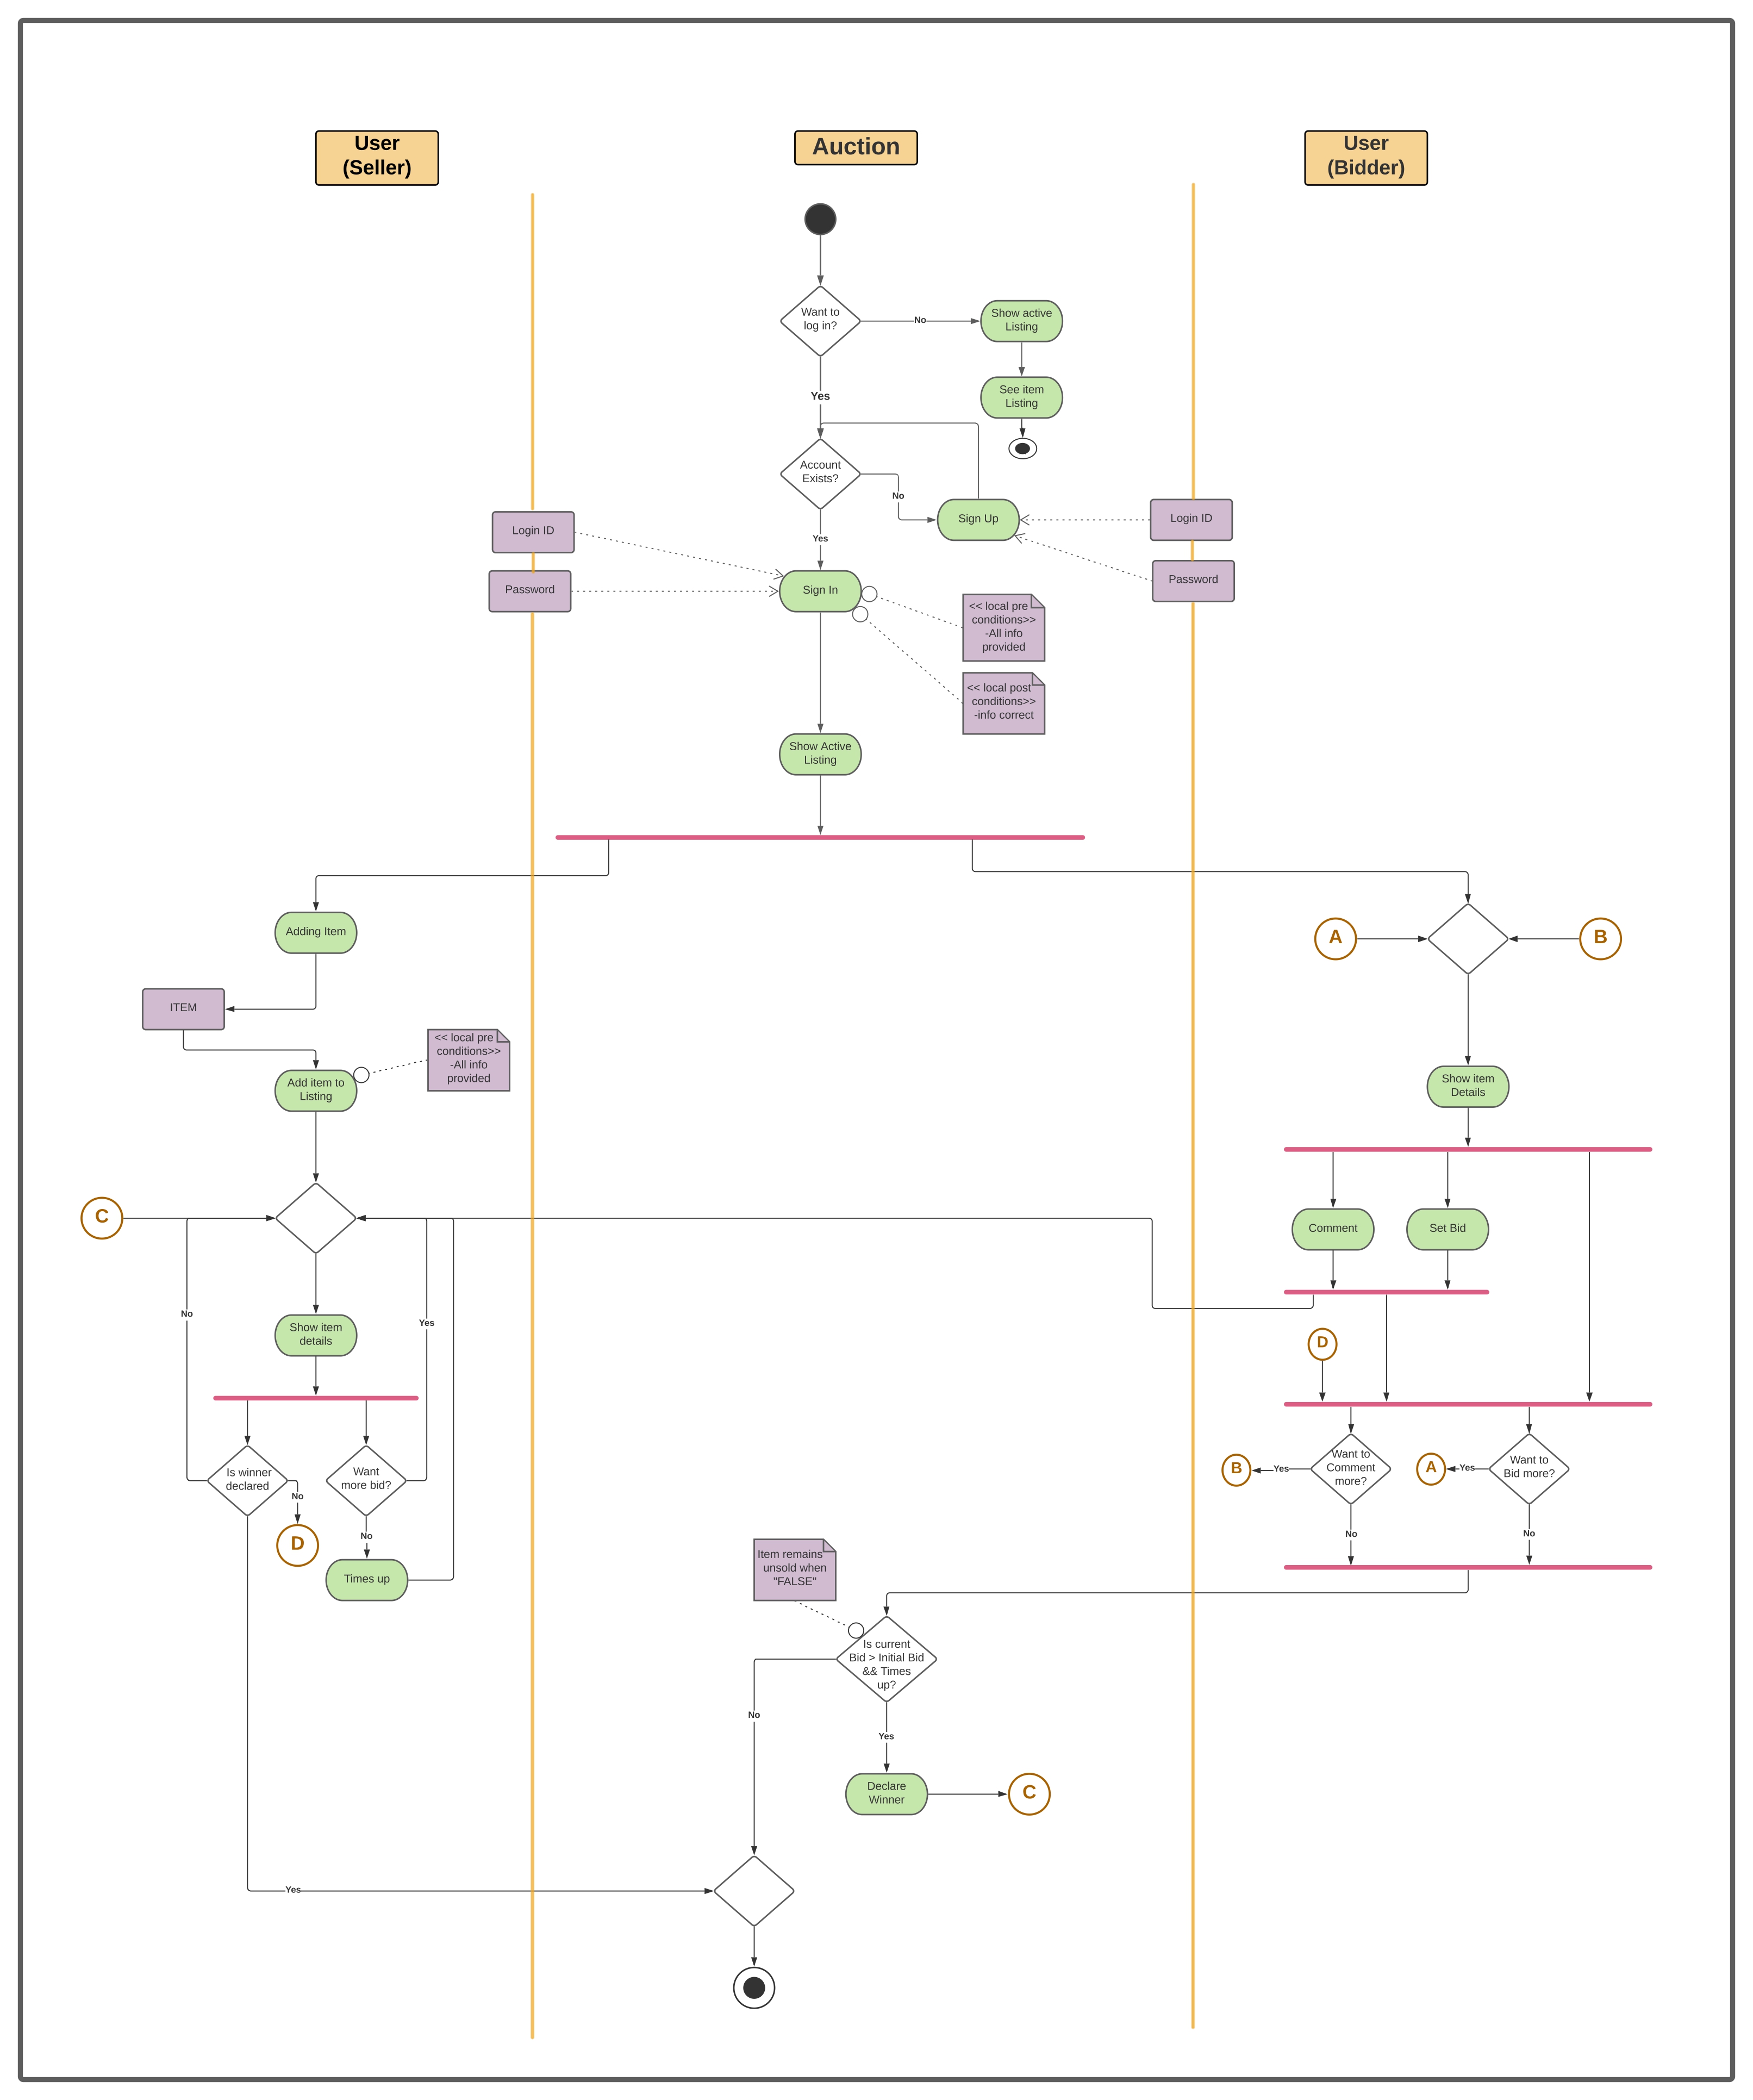 User
(Seller)
Auction
User
(Bidder)
Want to
log in?
No
Show active
Listing
Yes
See item
Listing
Account
Exists?
No
Sign Up
Login ID
Password
Login ID
Password
Yes
Sign In
<< local pre
conditions>>
-All info
provided
<< local post
conditions>>
-info correct
Show Active
Listing
Adding Item
A
B
ITEM
<< local pre
conditions>>
-All info
provided
Add item to
Listing
Show item
Details
C
Comment
Set Bid
No
Yes
Show item
details
D
Is winner
declared
No
D
Want
more bid?
No
Times up
B
Yes
Want to
Comment
more?
No
A
Yes
Want to
Bid more?
No
Item remains
unsold when
"FALSE"
Is current
Bid > Initial Bid
&& Times
up?
No
Yes
Declare
Winner
C
Yes